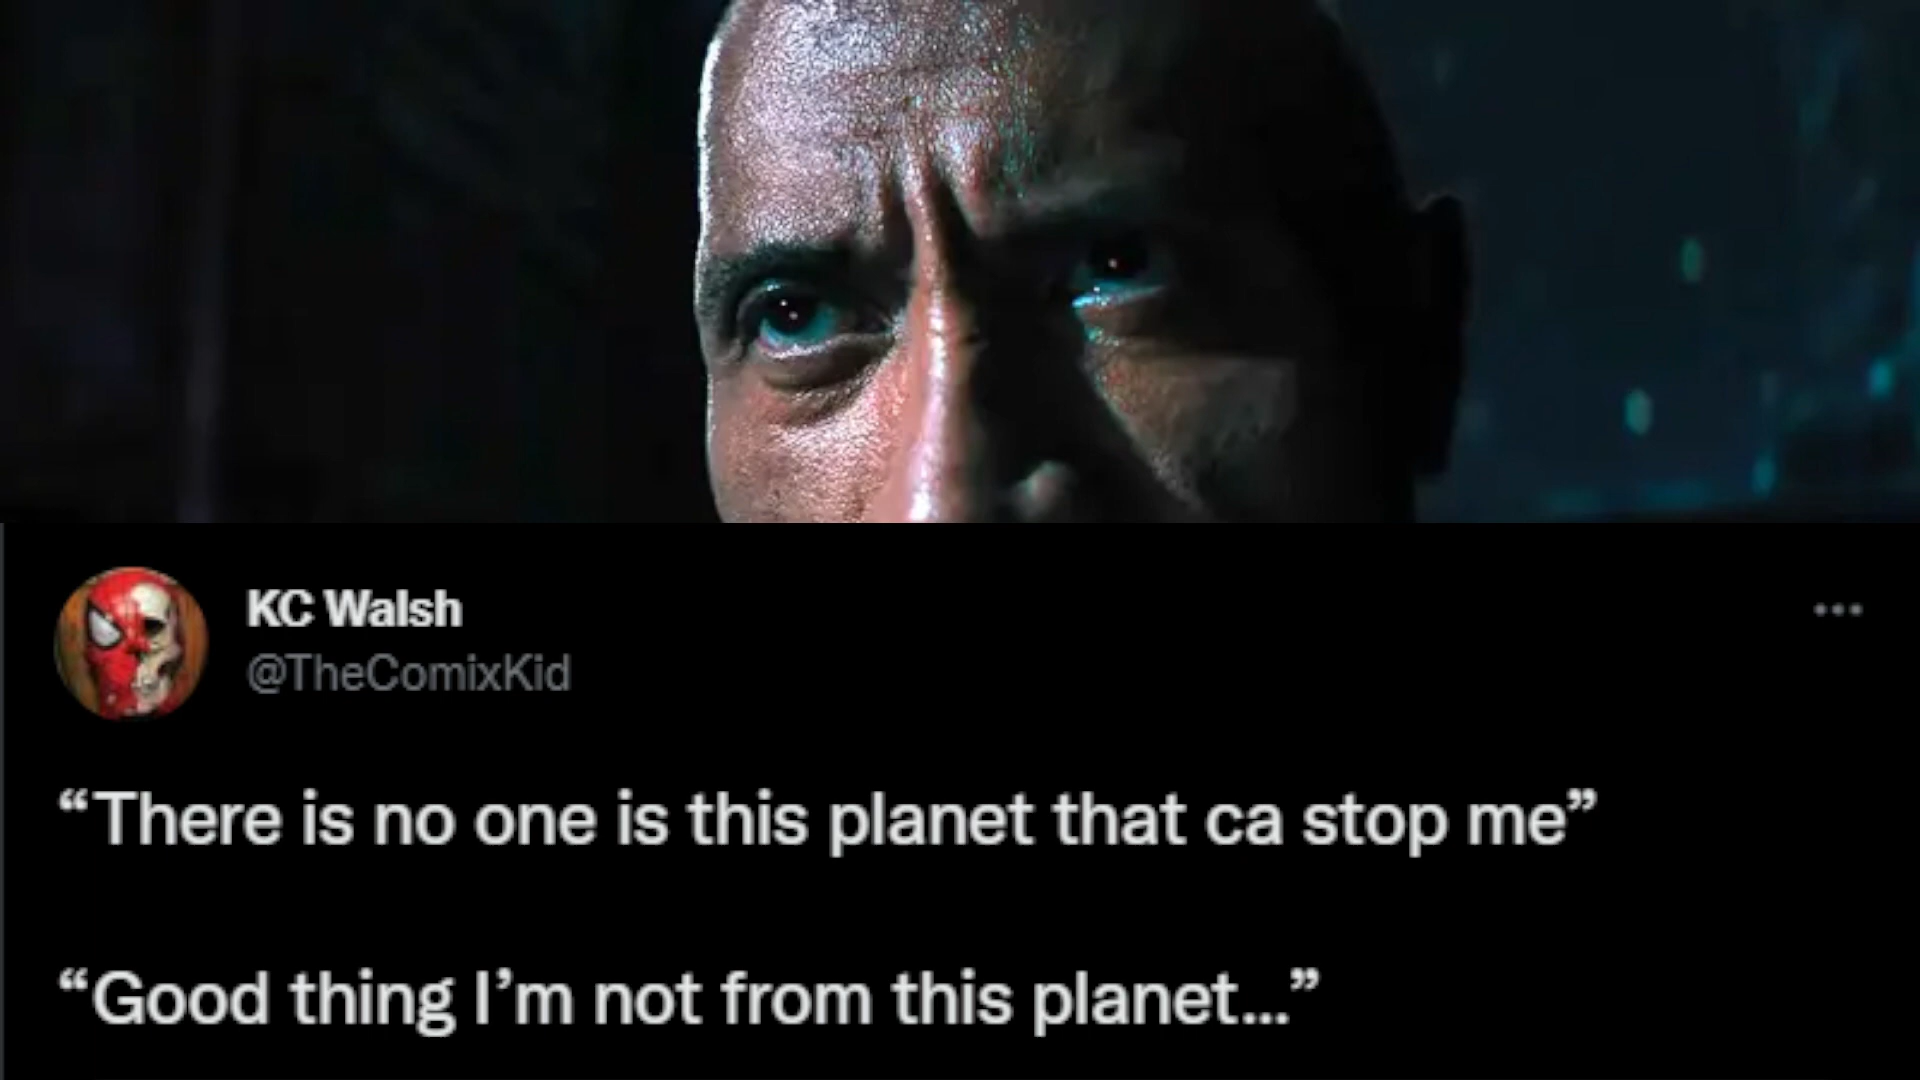 KC Walsh
@TheComixKid
“There is no one is this planet that ca stop me”
“Good thing I’m not from this planet...”